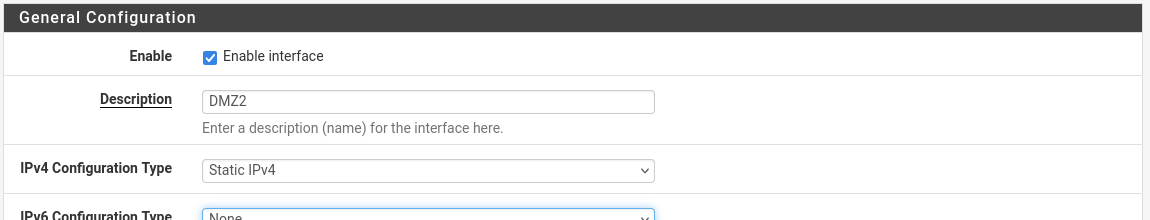 General Configuration
Enable
Enable interface
Description
DMZ2
Enter a description (name) for the interface here.
IPv4 Configuration Type
Static IPv4
IPv6 Configuration Type
None